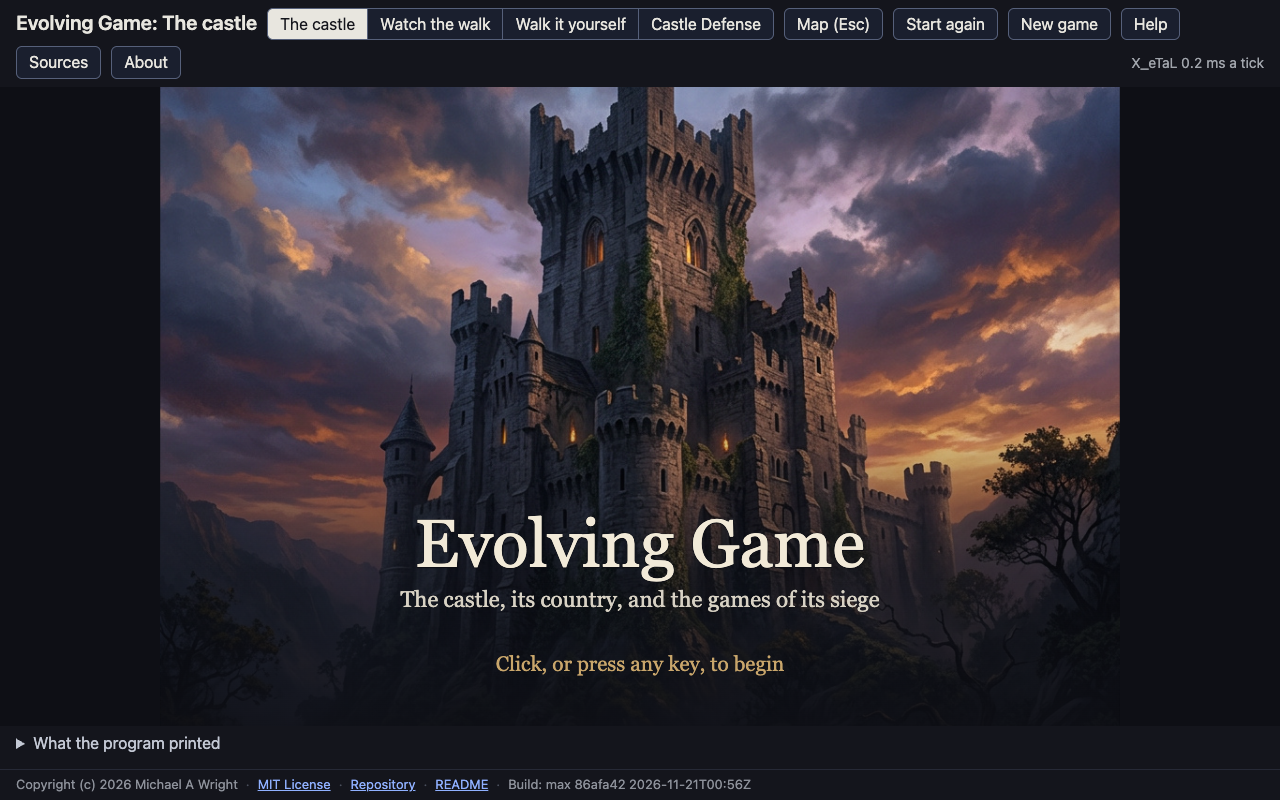 Evolving Game: The castle The castle Watch the walk Walk it yourself Castle Defense Map (Esc) Start again New game Help
Sources About X_eTaL 0.2 ms a tick
Evolving Game
The castle, its country, and the games of its siege
Click, or press any key, to begin
▶ What the program printed
Copyright (c) 2026 Michael A Wright · MIT License · Repository · README · Build: max 86afa42 2026-11-21T00:56Z